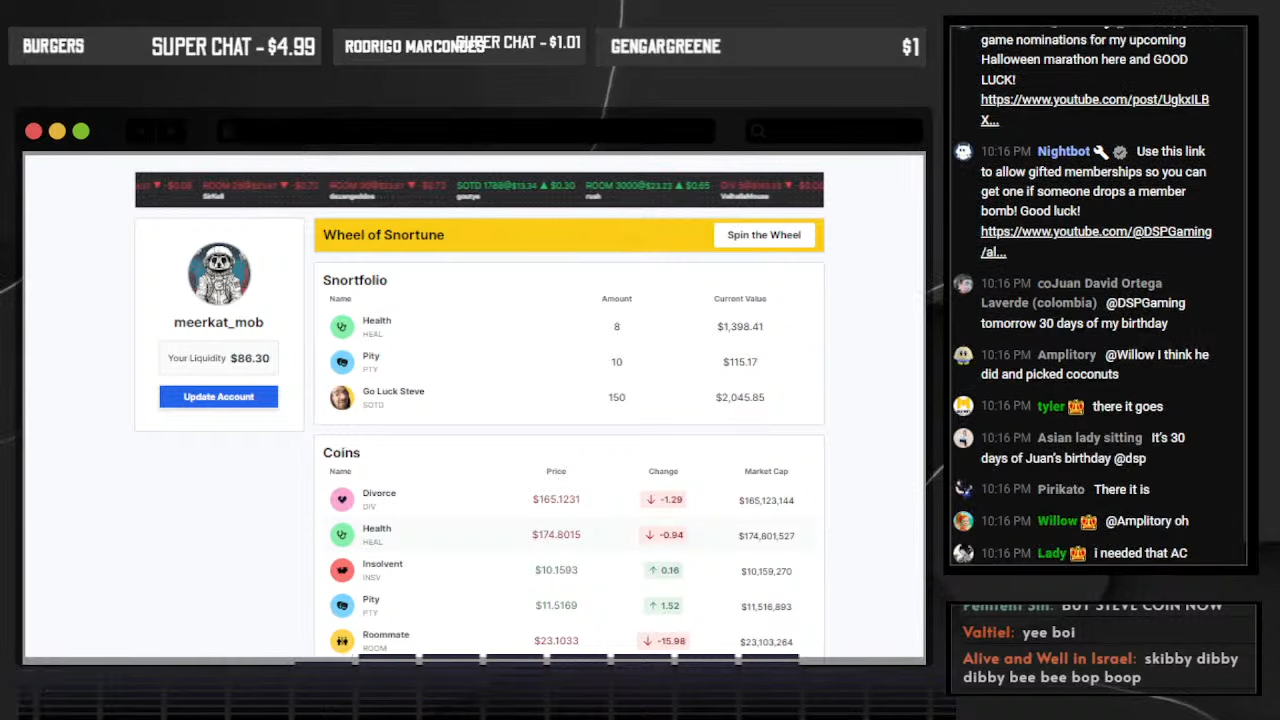 BURGERS
SUPER CHAT - $4.99
RODRIGO MARCONDES
SUPER CHAT - $1.01
GENGARGREENE
$1
SOTD 1788@$13.34 ▲ $0.30
ROOM 3000@$23.23 ▲ $0.65
goutye
rush
ValhallaMouse
Wheel of Snortune
Spin the Wheel
meerkat_mob
Your Liquidity $86.30
Update Account
Snortfolio
Name Amount Current Value
Health
HEAL
8
$1,398.41
Pity
PTY
10
$115.17
Go Luck Steve
SOTD
150
$2,045.85
Coins
Name Price Change Market Cap
Divorce
DIV
$165.1231
↓ -1.29
$165,123,144
Health
HEAL
$174.8015
↓ -0.94
$174,801,527
Insolvent
INSV
$10.1593
↑ 0.16
$10,159,270
Pity
PTY
$11.5169
↑ 1.52
$11,516,893
Roommate
ROOM
$23.1033
↓ -15.98
$23,103,264
game nominations for my upcoming
Halloween marathon here and GOOD
LUCK!
https://www.youtube.com/post/UgkxILB
X...
10:16 PM Nightbot Use this link
to allow gifted memberships so you can
get one if someone drops a member
bomb! Good luck!
https://www.youtube.com/@DSPGaming
/al...
10:16 PM coJuan David Ortega
Laverde (colombia) @DSPGaming
tomorrow 30 days of my birthday
10:16 PM Amplitory @Willow I think he
did and picked coconuts
10:16 PM tyler there it goes
10:16 PM Asian lady sitting It's 30
days of Juan's birthday @dsp
10:16 PM Pirikato There it is
10:16 PM Willow @Amplitory oh
10:16 PM Lady i needed that AC
Penitent Sin: BUY STEVE COIN NOW
Valtiel: yee boi
Alive and Well in Israel: skibby dibby
dibby bee bee bop boop